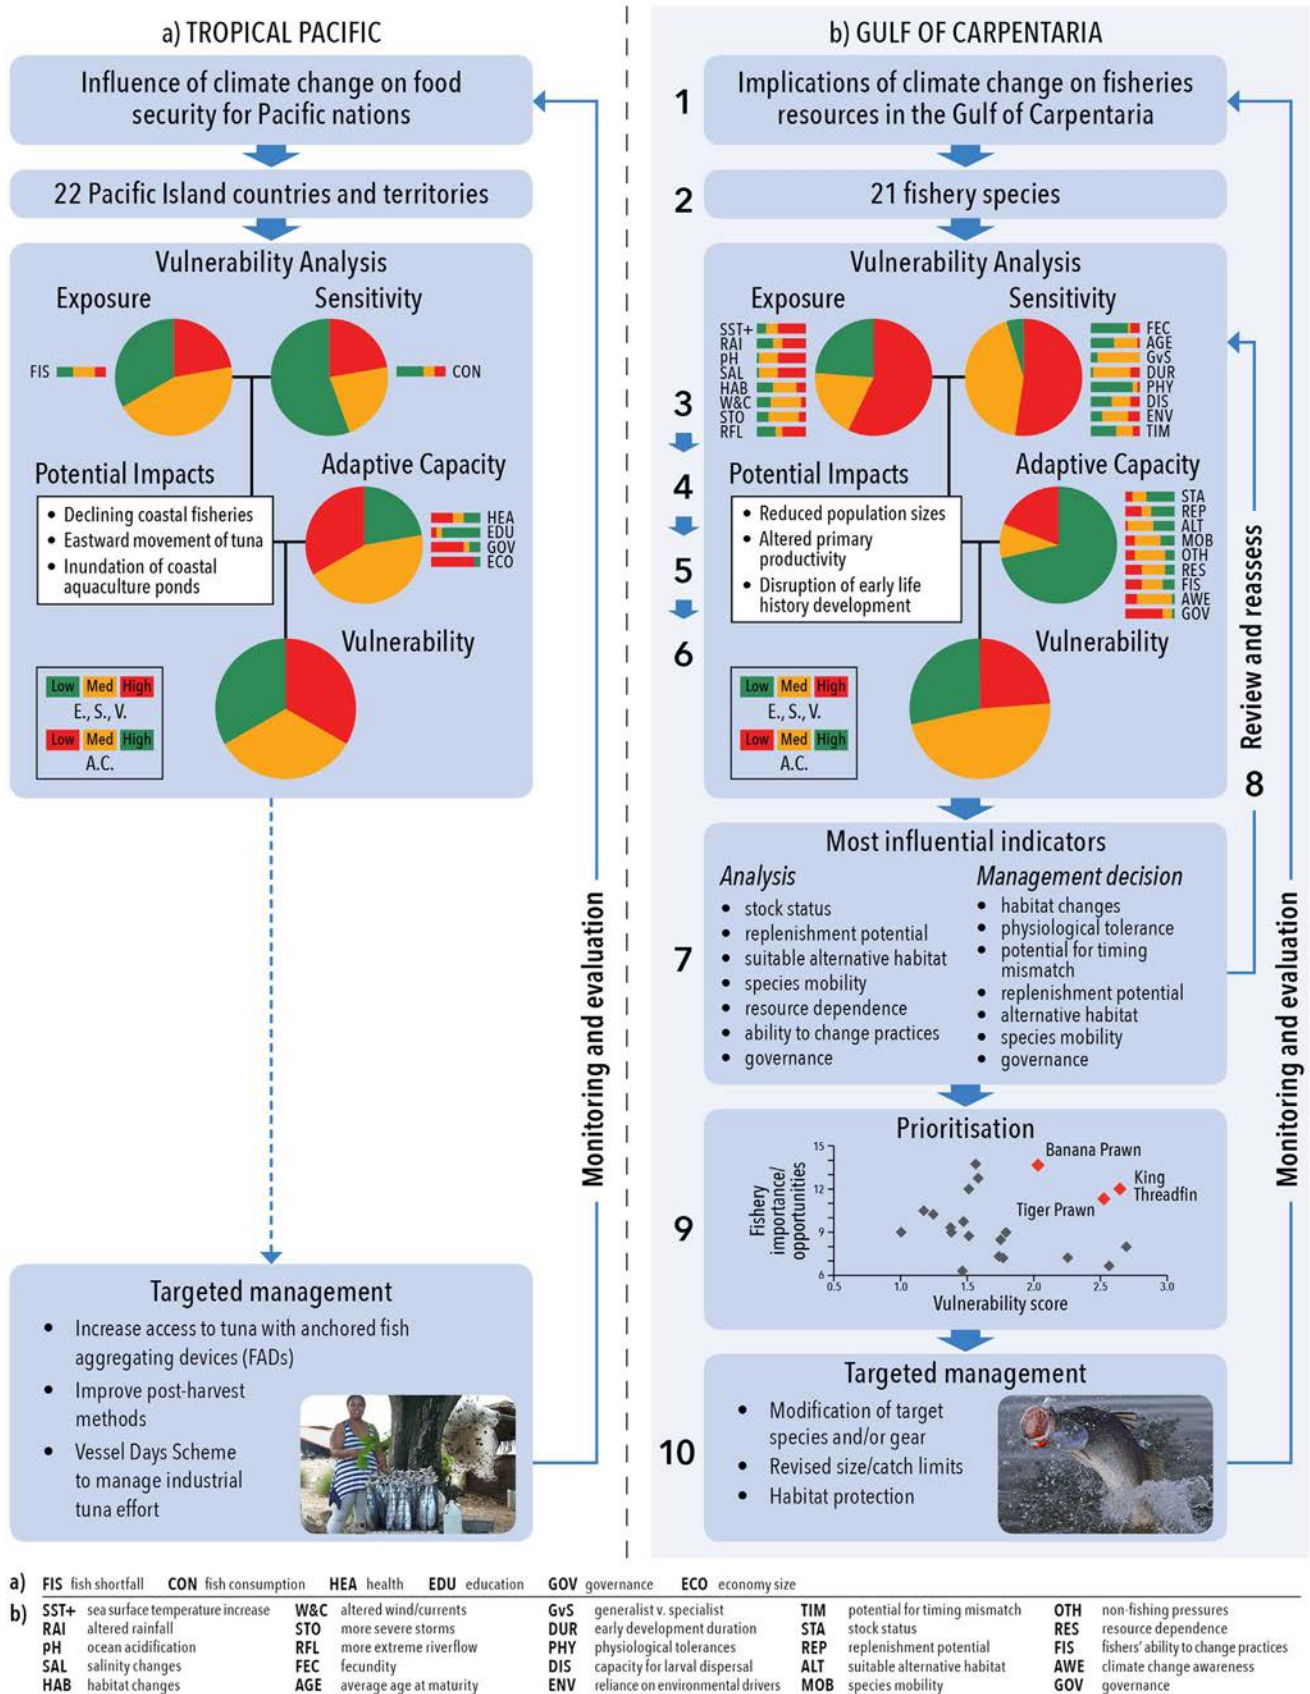 a) TROPICAL PACIFIC
Influence of climate change on food
security for Pacific nations
22 Pacific Island countries and territories
Vulnerability Analysis
Exposure
Sensitivity
FIS
CON
Potential Impacts
• Declining coastal fisheries
• Eastward movement of tuna
• Inundation of coastal
aquaculture ponds
Adaptive Capacity
HEA
EDU
GOV
ECO
Vulnerability
Low Med High
E., S., V.
Low Med High
A.C.
Targeted management
• Increase access to tuna with anchored fish
aggregating devices (FADs)
• Improve post-harvest
methods
• Vessel Days Scheme
to manage industrial
tuna effort
Monitoring and evaluation
b) GULF OF CARPENTARIA
1
Implications of climate change on fisheries
resources in the Gulf of Carpentaria
2
21 fishery species
3
4
5
6
Vulnerability Analysis
Exposure
Sensitivity
SST+
RAI
pH
SAL
HAB
W&C
STO
RFL
FEC
AGE
GvS
DUR
PHY
DIS
ENV
TIM
Potential Impacts
• Reduced population sizes
• Altered primary
productivity
• Disruption of early life
history development
Adaptive Capacity
STA
REP
ALT
MOB
OTH
RES
FIS
AWE
GOV
Vulnerability
Low Med High
E., S., V.
Low Med High
A.C.
7
Most influential indicators
Analysis
• stock status
• replenishment potential
• suitable alternative habitat
• species mobility
• resource dependence
• ability to change practices
• governance
Management decision
• habitat changes
• physiological tolerance
• potential for timing
mismatch
• replenishment potential
• alternative habitat
• species mobility
• governance
8
Review and reassess
9
Prioritisation
Fishery
importance/
opportunities
15
12
9
6
Banana Prawn
King
Threadfin
Tiger Prawn
0.5 1.0 1.5 2.0 2.5 3.0
Vulnerability score
10
Targeted management
• Modification of target
species and/or gear
• Revised size/catch limits
• Habitat protection
Monitoring and evaluation
a) FIS fish shortfall CON fish consumption HEA health EDU education GOV governance ECO economy size
b) SST+ sea surface temperature increase W&C altered wind/currents GvS generalist v. specialist TIM potential for timing mismatch OTH non-fishing pressures
RAI altered rainfall STO more severe storms DUR early development duration STA stock status RES resource dependence
pH ocean acidification RFL more extreme riverflow PHY physiological tolerances REP replenishment potential FIS fishers' ability to change practices
SAL salinity changes FEC fecundity DIS capacity for larval dispersal ALT suitable alternative habitat AWE climate change awareness
HAB habitat changes AGE average age at maturity ENV reliance on environmental drivers MOB species mobility GOV governance